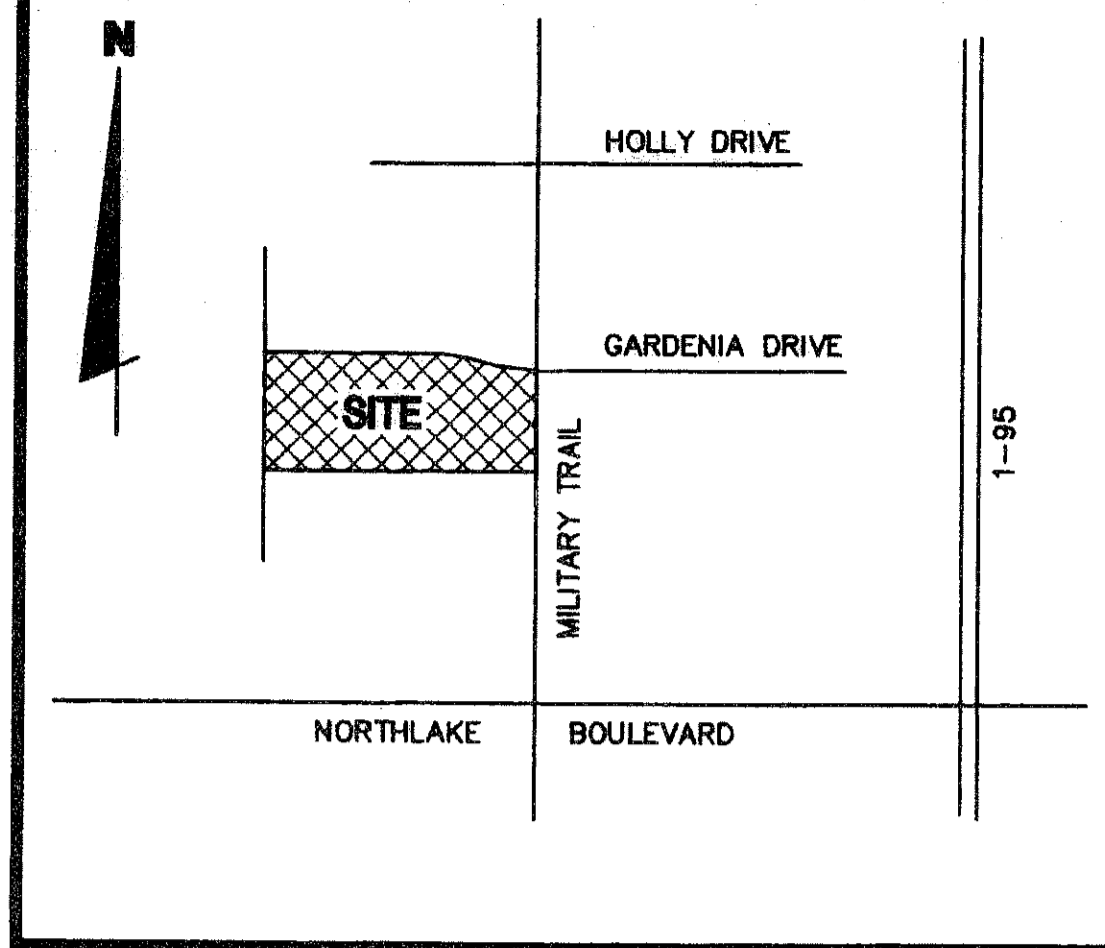 N
HOLLY DRIVE
GARDENIA DRIVE
SITE
MILITARY TRAIL
1-95
NORTHLAKE BOULEVARD